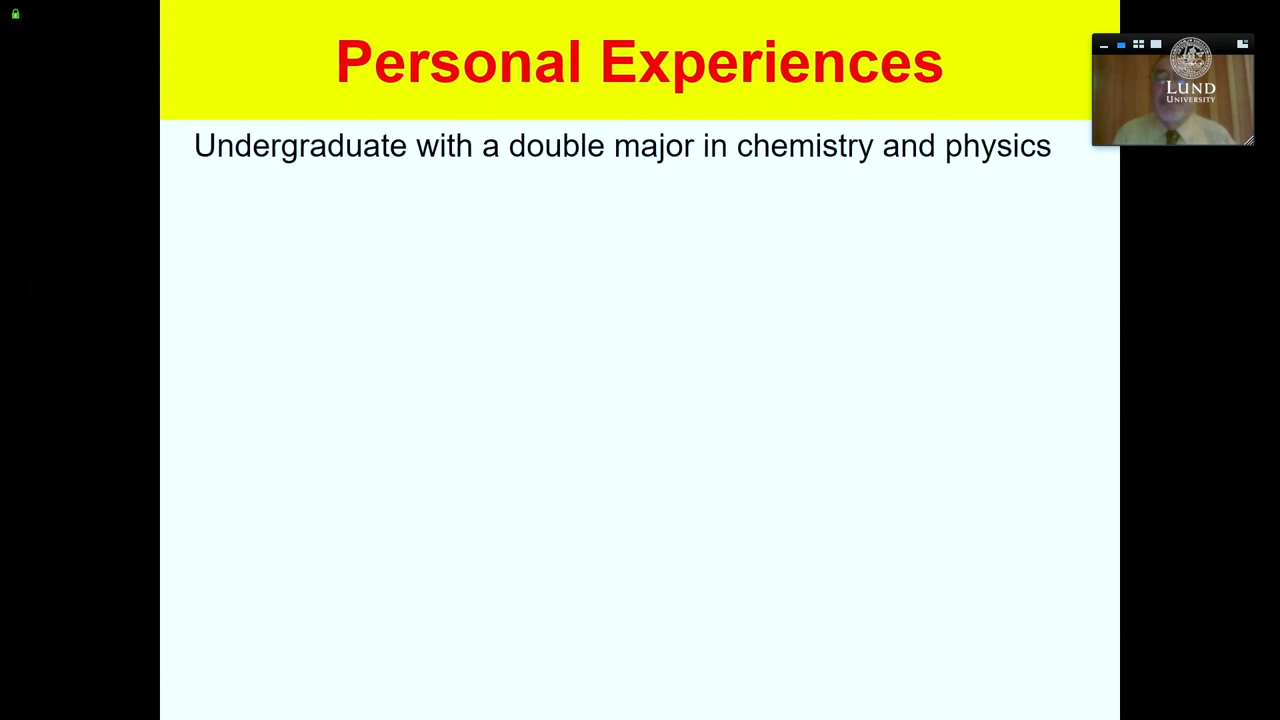 Personal Experiences
LUND
UNIVERSITY
Undergraduate with a double major in chemistry and physics